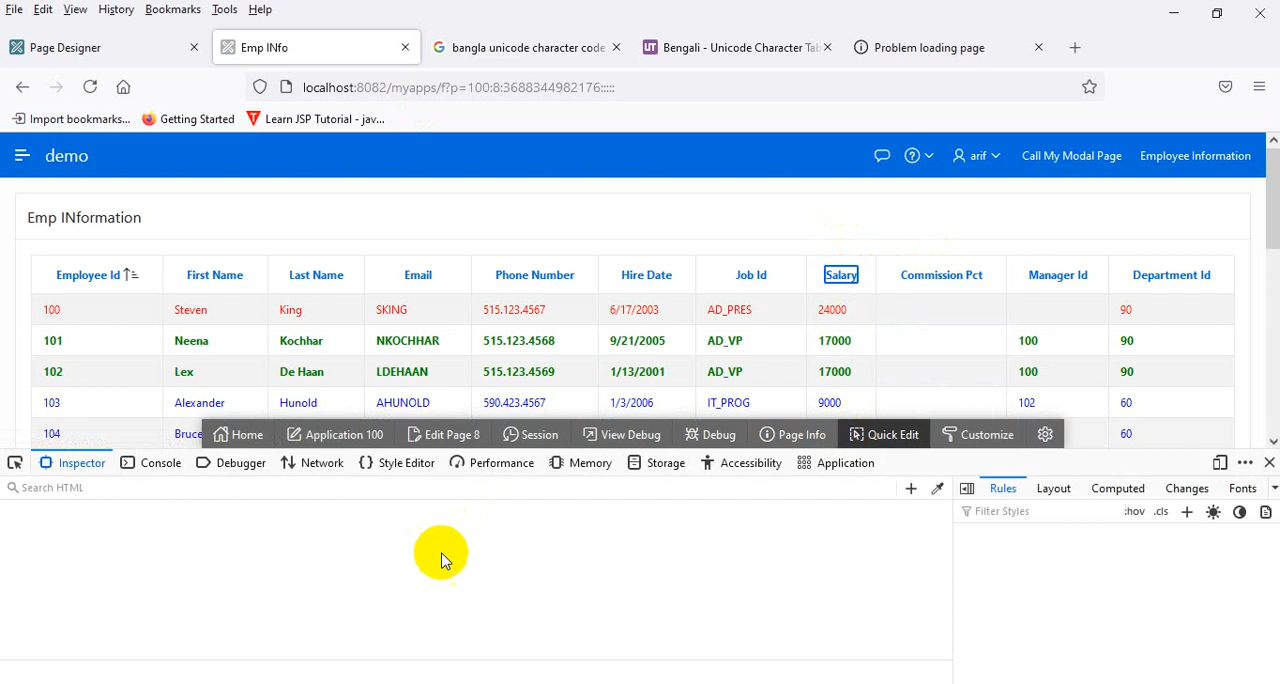 File Edit View History Bookmarks Tools Help
Page Designer Emp INfo bangla unicode character code Bengali - Unicode Character Tab Problem loading page
localhost:8082/myapps/f?p=100:8:3688344982176:::::
Import bookmarks... Getting Started Learn JSP Tutorial - jav...
demo arif Call My Modal Page Employee Information
Emp INformation
Employee Id First Name Last Name Email Phone Number Hire Date Job Id Salary Commission Pct Manager Id Department Id
100 Steven King SKING 515.123.4567 6/17/2003 AD_PRES 24000 90
101 Neena Kochhar NKOCHHAR 515.123.4568 9/21/2005 AD_VP 17000 100 90
102 Lex De Haan LDEHAAN 515.123.4569 1/13/2001 AD_VP 17000 100 90
103 Alexander Hunold AHUNOLD 590.423.4567 1/3/2006 IT_PROG 9000 102 60
104 Bruce 60
Home Application 100 Edit Page 8 Session View Debug Debug Page Info Quick Edit Customize
Inspector Console Debugger Network Style Editor Performance Memory Storage Accessibility Application
Search HTML Rules Layout Computed Changes Fonts
Filter Styles :hov .cls